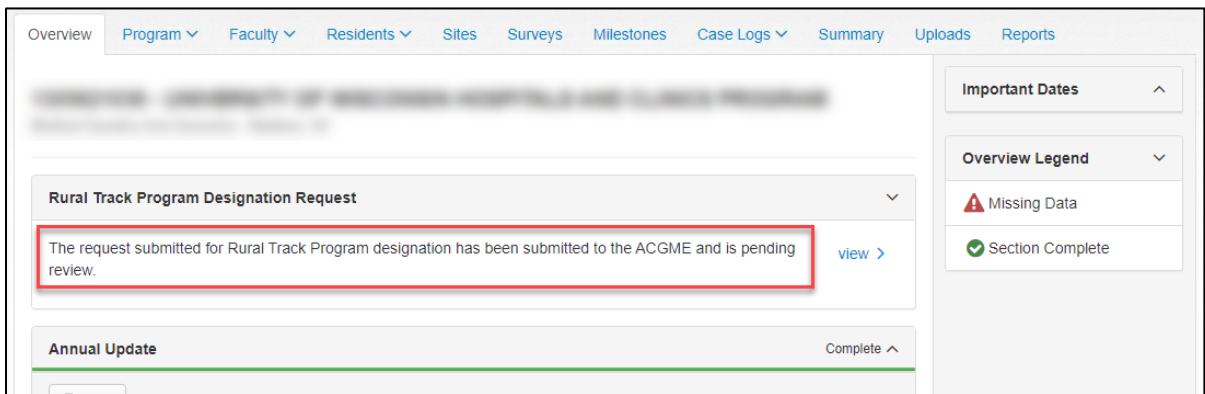 Overview Program Faculty Residents Sites Surveys Milestones Case Logs Summary Uploads Reports
Important Dates
Overview Legend
Missing Data
Section Complete
Rural Track Program Designation Request
The request submitted for Rural Track Program designation has been submitted to the ACGME and is pending
review.
view
Annual Update
Complete